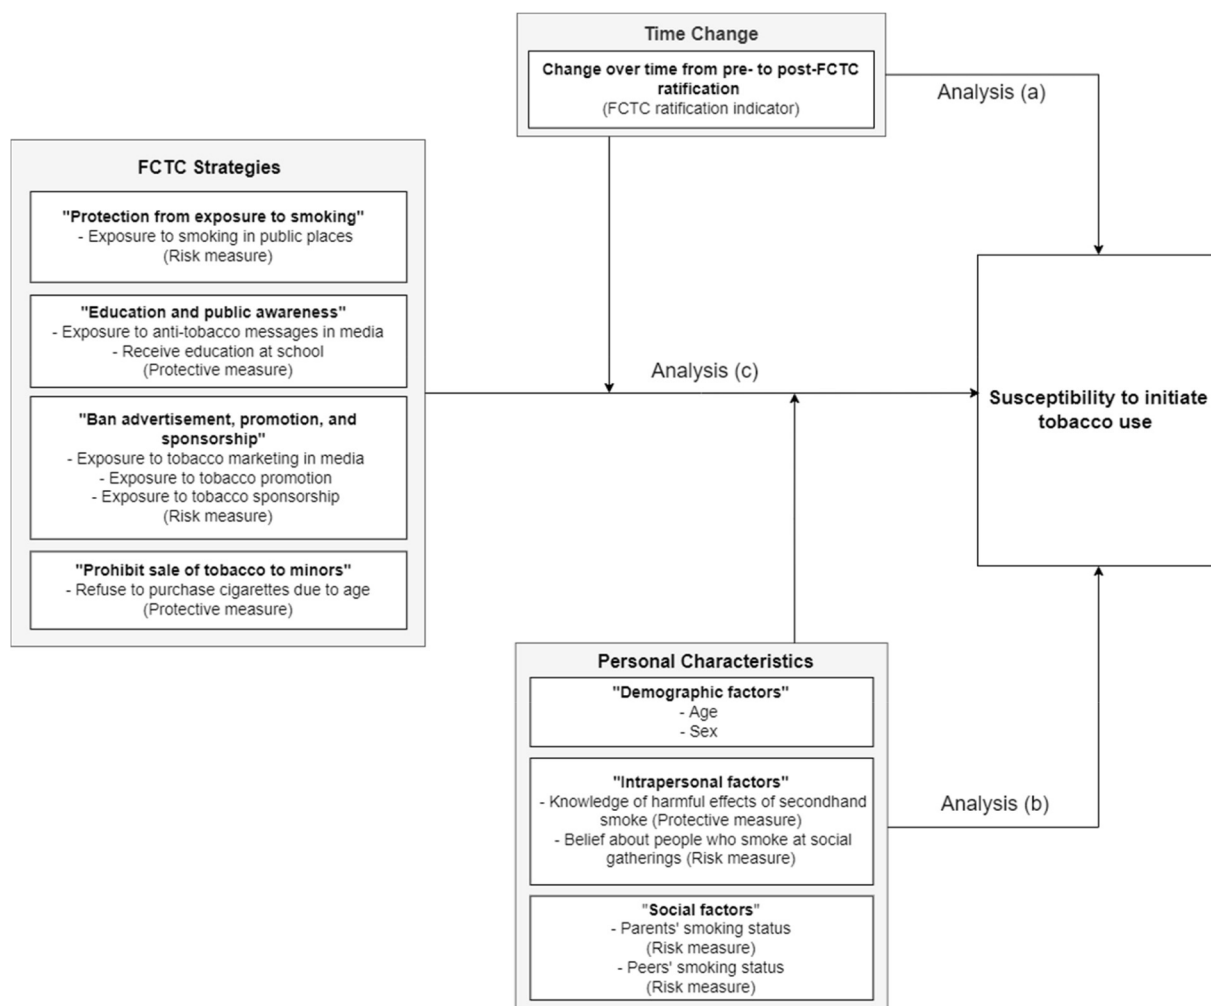 Time Change
Change over time from pre- to post-FCTC
ratification
(FCTC ratification indicator)
Analysis (a)
FCTC Strategies
"Protection from exposure to smoking"
- Exposure to smoking in public places
(Risk measure)
"Education and public awareness"
- Exposure to anti-tobacco messages in media
- Receive education at school
(Protective measure)
"Ban advertisement, promotion, and
sponsorship"
- Exposure to tobacco marketing in media
- Exposure to tobacco promotion
- Exposure to tobacco sponsorship
(Risk measure)
"Prohibit sale of tobacco to minors"
- Refuse to purchase cigarettes due to age
(Protective measure)
Analysis (c)
Susceptibility to initiate
tobacco use
Personal Characteristics
"Demographic factors"
- Age
- Sex
"Intrapersonal factors"
- Knowledge of harmful effects of secondhand
smoke (Protective measure)
- Belief about people who smoke at social
gatherings (Risk measure)
"Social factors"
- Parents' smoking status
(Risk measure)
- Peers' smoking status
(Risk measure)
Analysis (b)